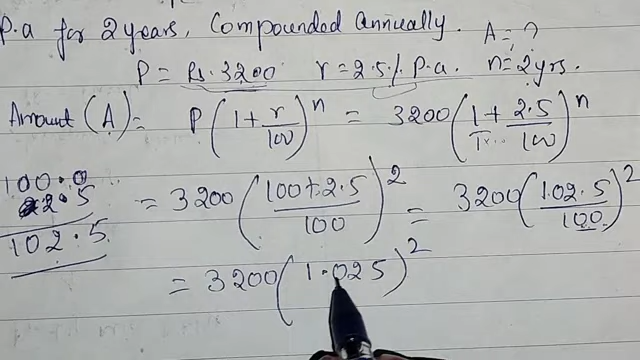 P.a for 2 years, Compounded Annually. A = ?
P = Rs. 3200 r = 2.5% P.a. n = 2 yrs.
Amount (A) = P(1 + r/100)^n = 3200(1/1 + 2.5/100)^n
100.0
2.5
102.5
= 3200(100+2.5/100)^2 = 3200(102.5/100)^2
= 3200(1.025)^2